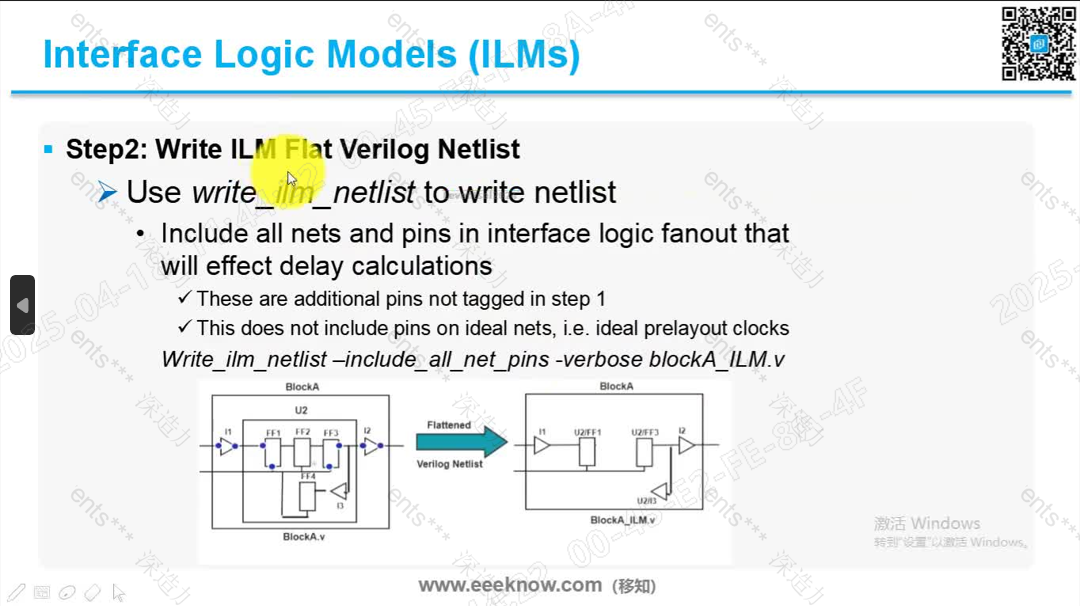 Interface Logic Models (ILMs)
Step2: Write ILM Flat Verilog Netlist
Use write_ilm_netlist to write netlist
Include all nets and pins in interface logic fanout that
will effect delay calculations
These are additional pins not tagged in step 1
This does not include pins on ideal nets, i.e. ideal prelayout clocks
Write_ilm_netlist –include_all_net_pins -verbose blockA_ILM.v
BlockA
U2
I1
FF1
FF2
FF3
I2
FF4
I3
BlockA.v
Flattened
Verilog Netlist
BlockA
I1
U2/FF1
U2/FF3
I2
U2/I3
BlockA_ILM.v
激活 Windows
转到"设置"以激活 Windows。
www.eeeknow.com (移知)